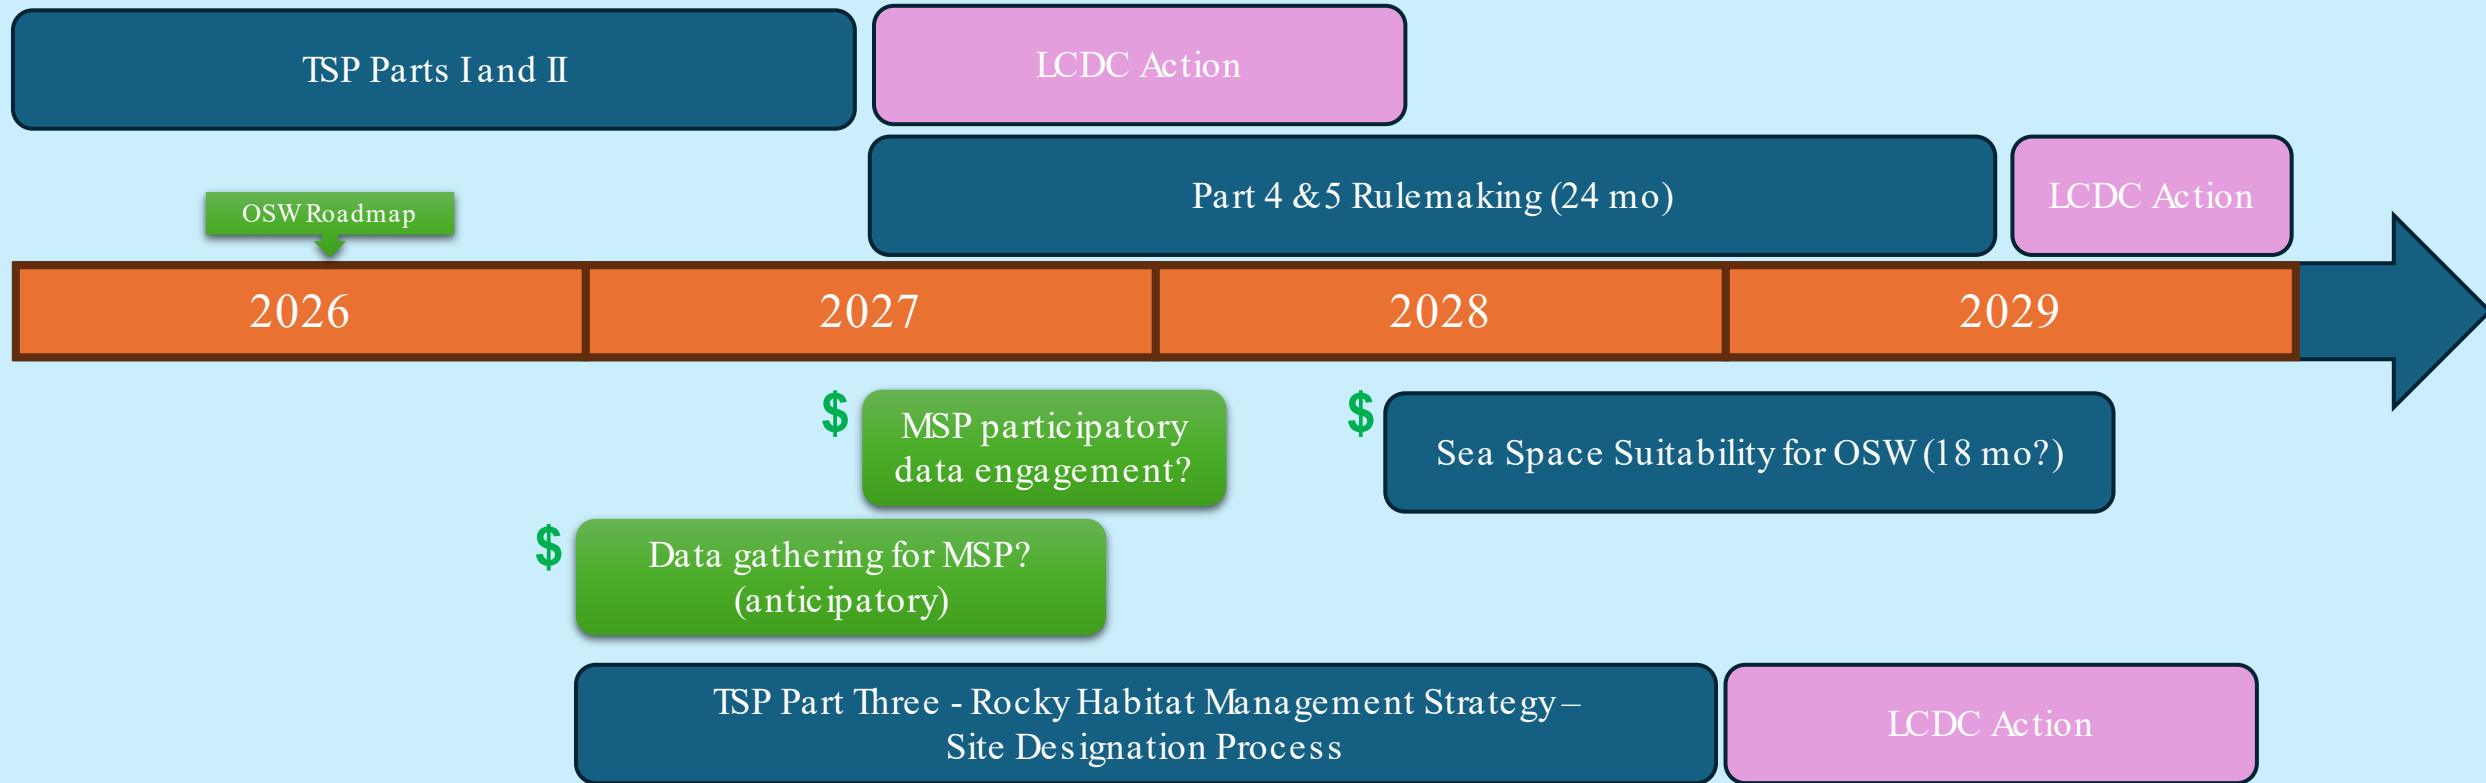 TSP Parts I and II
LCDC Action
Part 4 & 5 Rulemaking (24 mo)
LCDC Action
OSW Roadmap
2026
2027
2028
2029
$
MSP participatory
data engagement?
$
Sea Space Suitability for OSW (18 mo?)
$
Data gathering for MSP?
(anticipatory)
TSP Part Three - Rocky Habitat Management Strategy –
Site Designation Process
LCDC Action